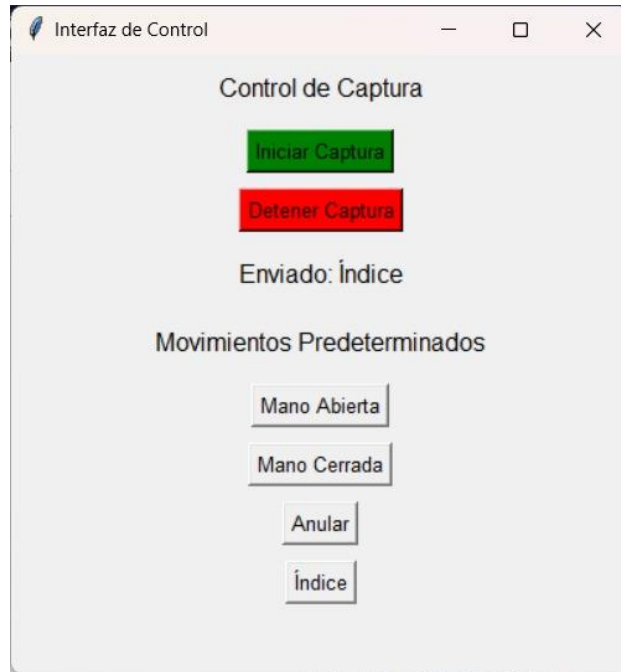 Interfaz de Control
Control de Captura
Iniciar Captura
Detener Captura
Enviado: Índice
Movimientos Predeterminados
Mano Abierta
Mano Cerrada
Anular
Índice